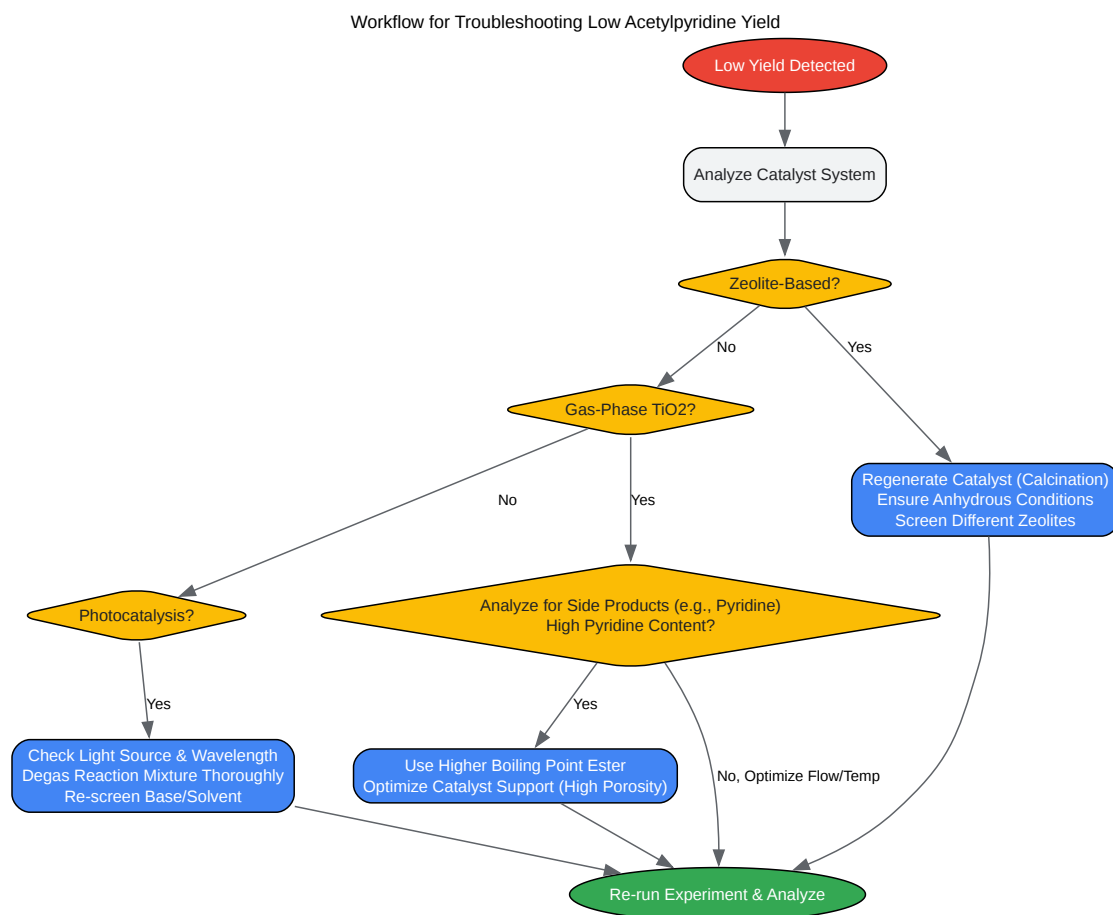 Workflow for Troubleshooting Low Acetylpyridine Yield
Low Yield Detected
Analyze Catalyst System
Zeolite-Based?
No
Yes
Gas-Phase TiO2?
No
Yes
Regenerate Catalyst (Calcination)
Ensure Anhydrous Conditions
Screen Different Zeolites
Photocatalysis?
Analyze for Side Products (e.g., Pyridine)
High Pyridine Content?
Yes
Yes
No, Optimize Flow/Temp
Check Light Source & Wavelength
Degas Reaction Mixture Thoroughly
Re-screen Base/Solvent
Use Higher Boiling Point Ester
Optimize Catalyst Support (High Porosity)
Re-run Experiment & Analyze